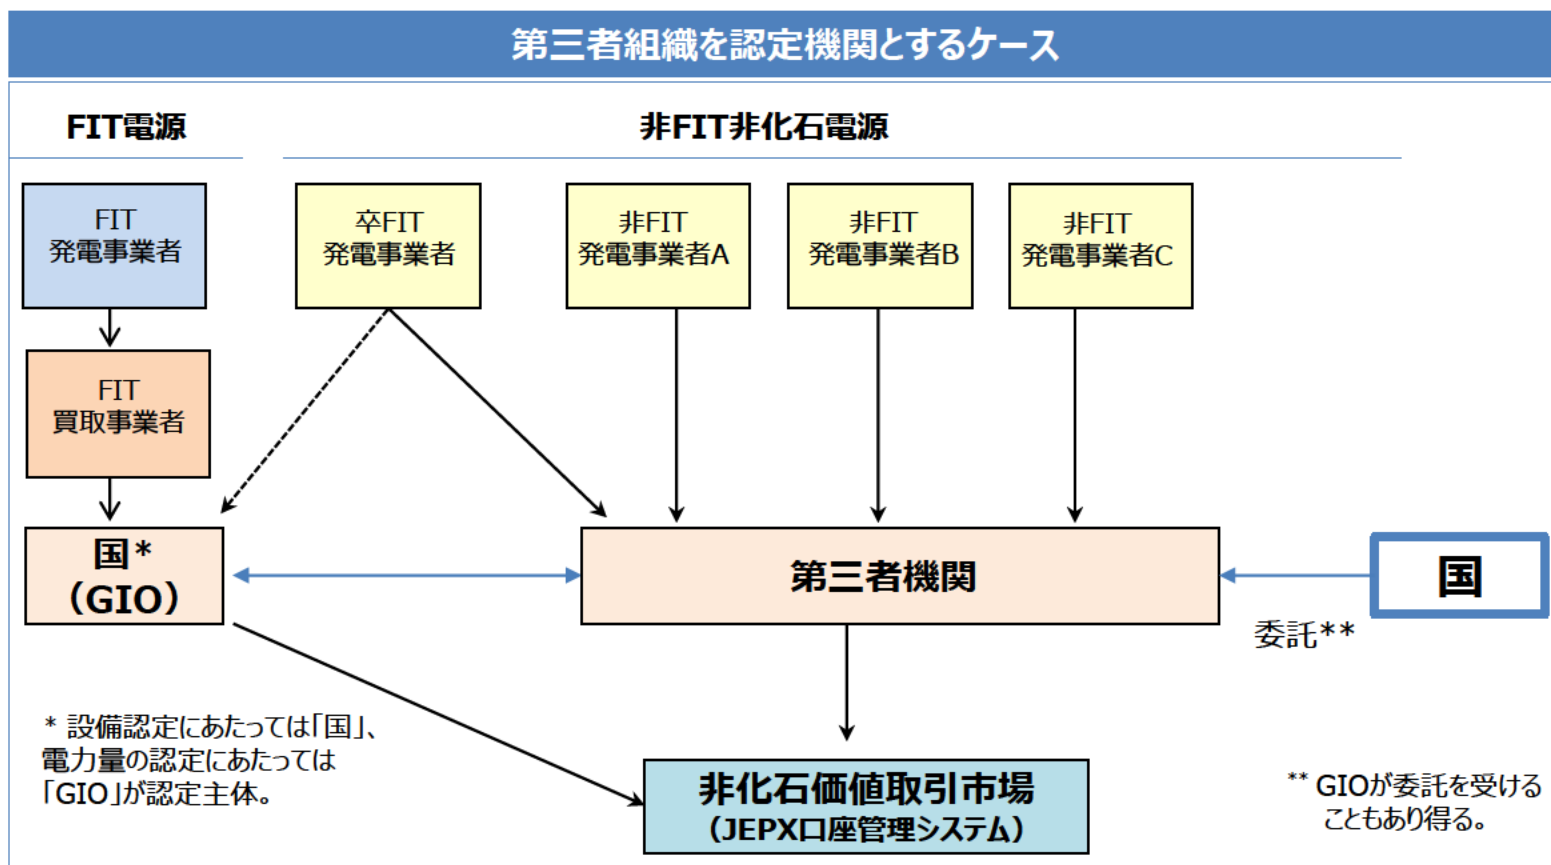 第三者組織を認定機関とするケース
FIT電源
非FIT非化石電源
FIT
発電事業者
卒FIT
発電事業者
非FIT
発電事業者A
非FIT
発電事業者B
非FIT
発電事業者C
FIT
買取事業者
国*
（GIO）
第三者機関
国
委託**
* 設備認定にあたっては「国」、
電力量の認定にあたっては
「GIO」が認定主体。
非化石価値取引市場
（JEPX口座管理システム）
** GIOが委託を受ける
こともあり得る。